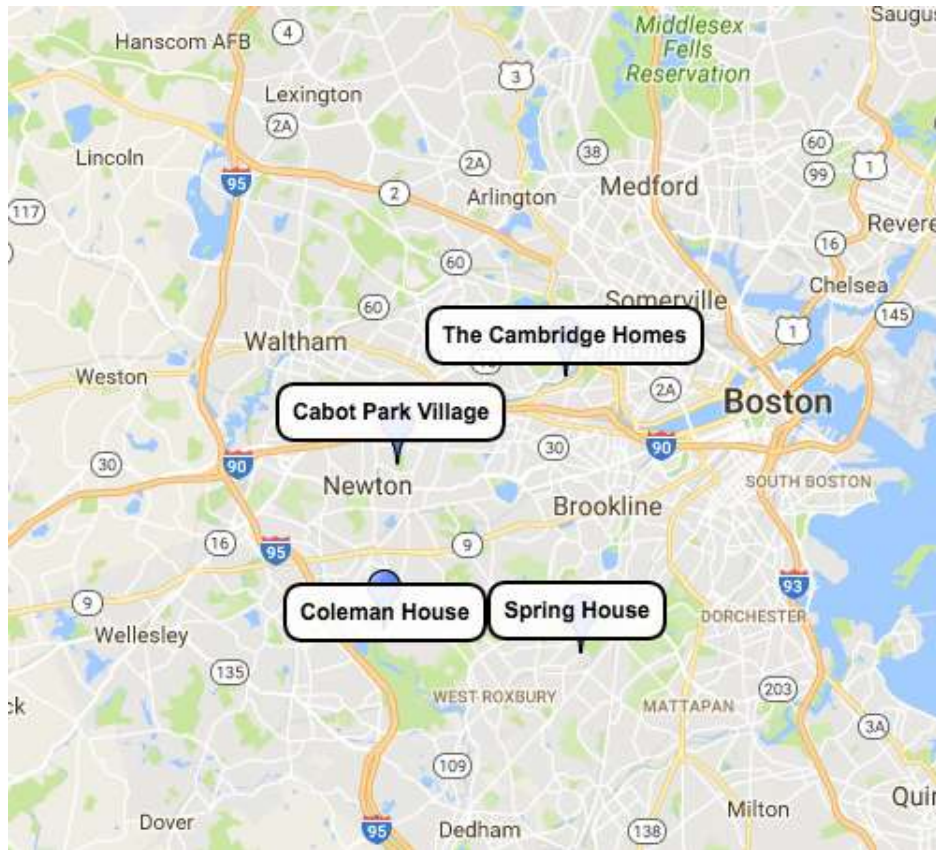 Saugus
Middlesex
Fells
Reservation
Hanscom AFB
4
3
Lexington
2A
Lincoln
95
2A
38
60
99
1
2
Arlington
Medford
117
Revere
16
60
Chelsea
60
Somerville
145
1
The Cambridge Homes
Waltham
Weston
2A
Boston
Cabot Park Village
30
90
30
90
Newton
SOUTH BOSTON
Brookline
16
95
9
93
9
Coleman House
Spring House
DORCHESTER
Wellesley
135
WEST ROXBURY
203
MATTAPAN
3A
109
Dover
95
Dedham
138
Milton